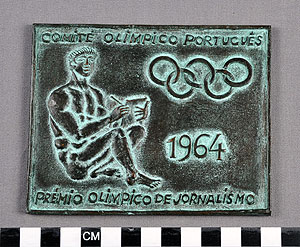 COMITÉ OLÍMPICO PORTUGUÊS
1964
PRÉMIO OLÍMPICO DE JORNALISMO
CM